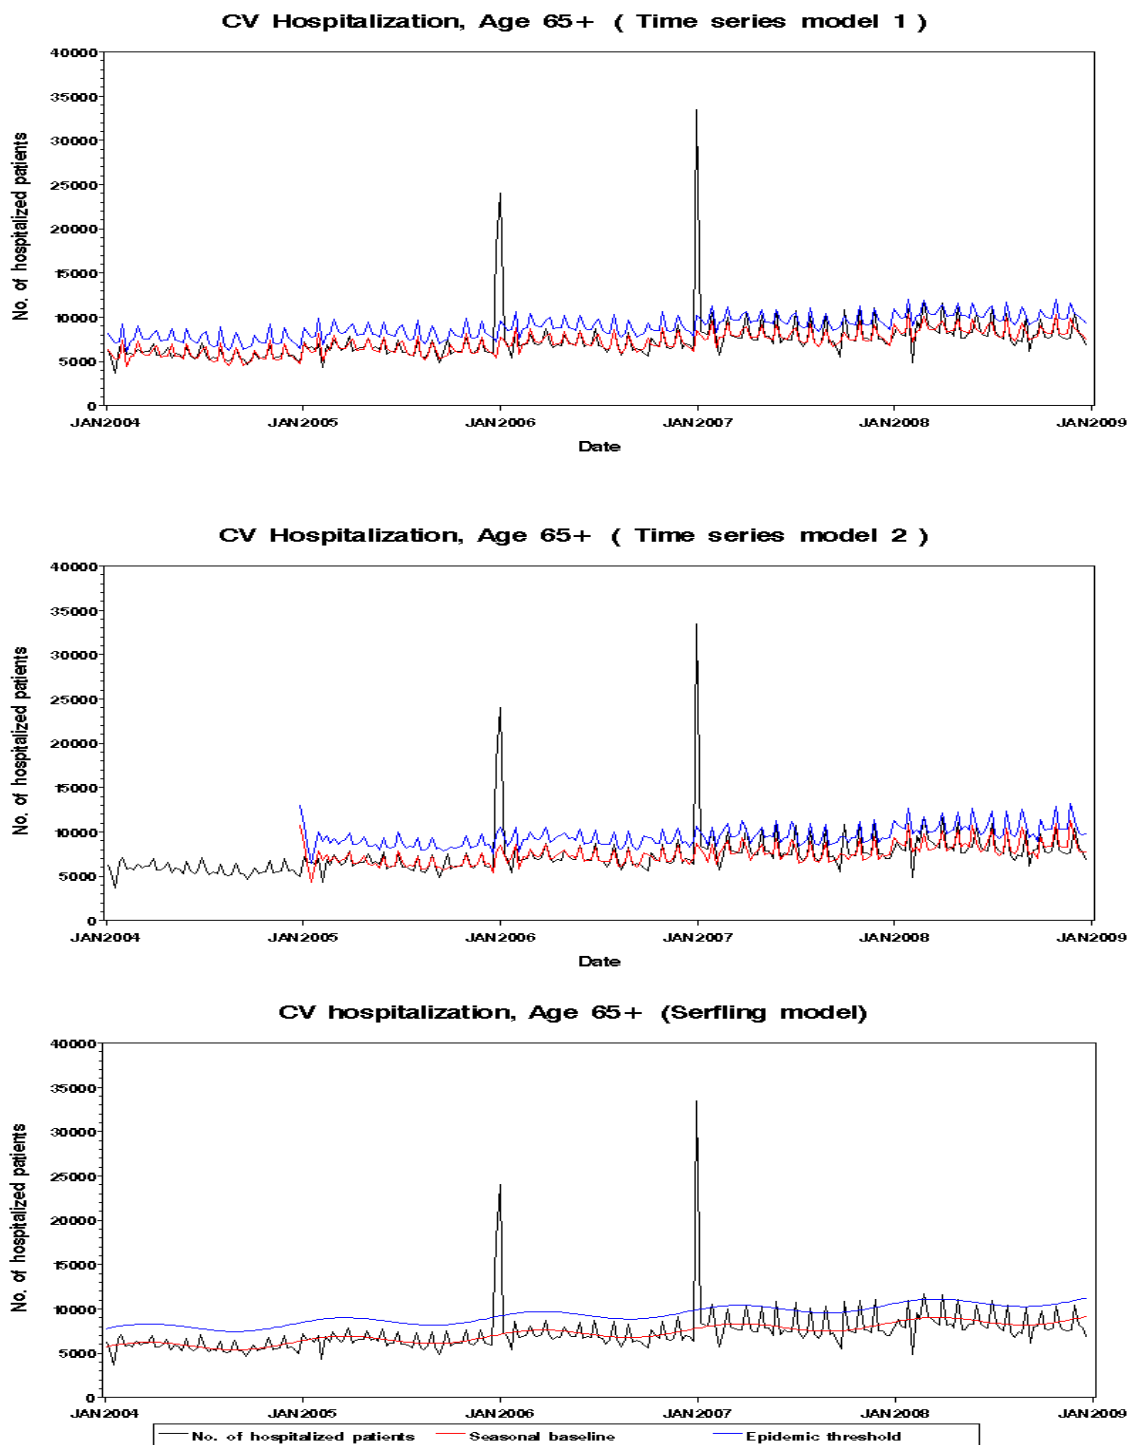 CV Hospitalization, Age 65+ ( Time series model 1 )
No. of hospitalized patients
40000
35000
30000
25000
20000
15000
10000
5000
0
JAN2004 JAN2005 JAN2006 JAN2007 JAN2008 JAN2009
Date
CV Hospitalization, Age 65+ ( Time series model 2 )
No. of hospitalized patients
40000
35000
30000
25000
20000
15000
10000
5000
0
JAN2004 JAN2005 JAN2006 JAN2007 JAN2008 JAN2009
Date
CV hospitalization, Age 65+ (Serfling model)
No. of hospitalized patients
40000
35000
30000
25000
20000
15000
10000
5000
0
JAN2004 JAN2005 JAN2006 JAN2007 JAN2008 JAN2009
No. of hospitalized patients Seasonal baseline Epidemic threshold